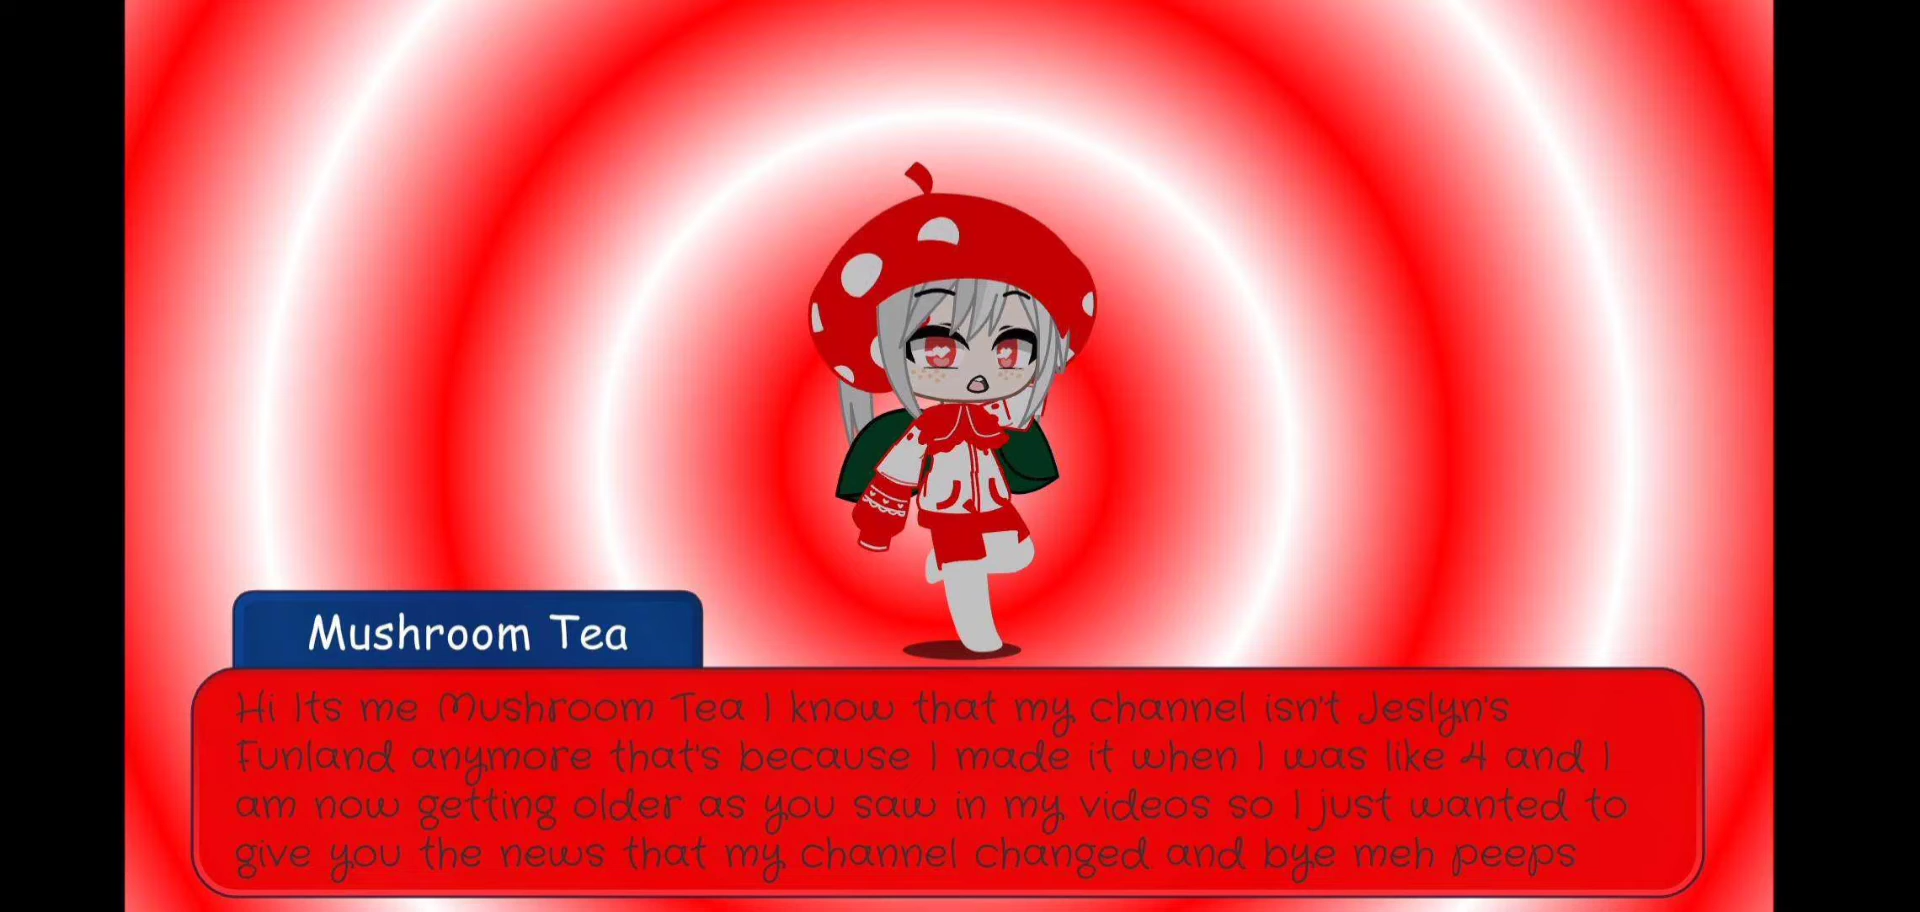 Mushroom Tea
Hi Its me Mushroom Tea I know that my channel isn't Jeslyn's
Funland anymore that's because I made it when I was like 4 and I
am now getting older as you saw in my videos so I just wanted to
give you the news that my channel changed and bye meh peeps